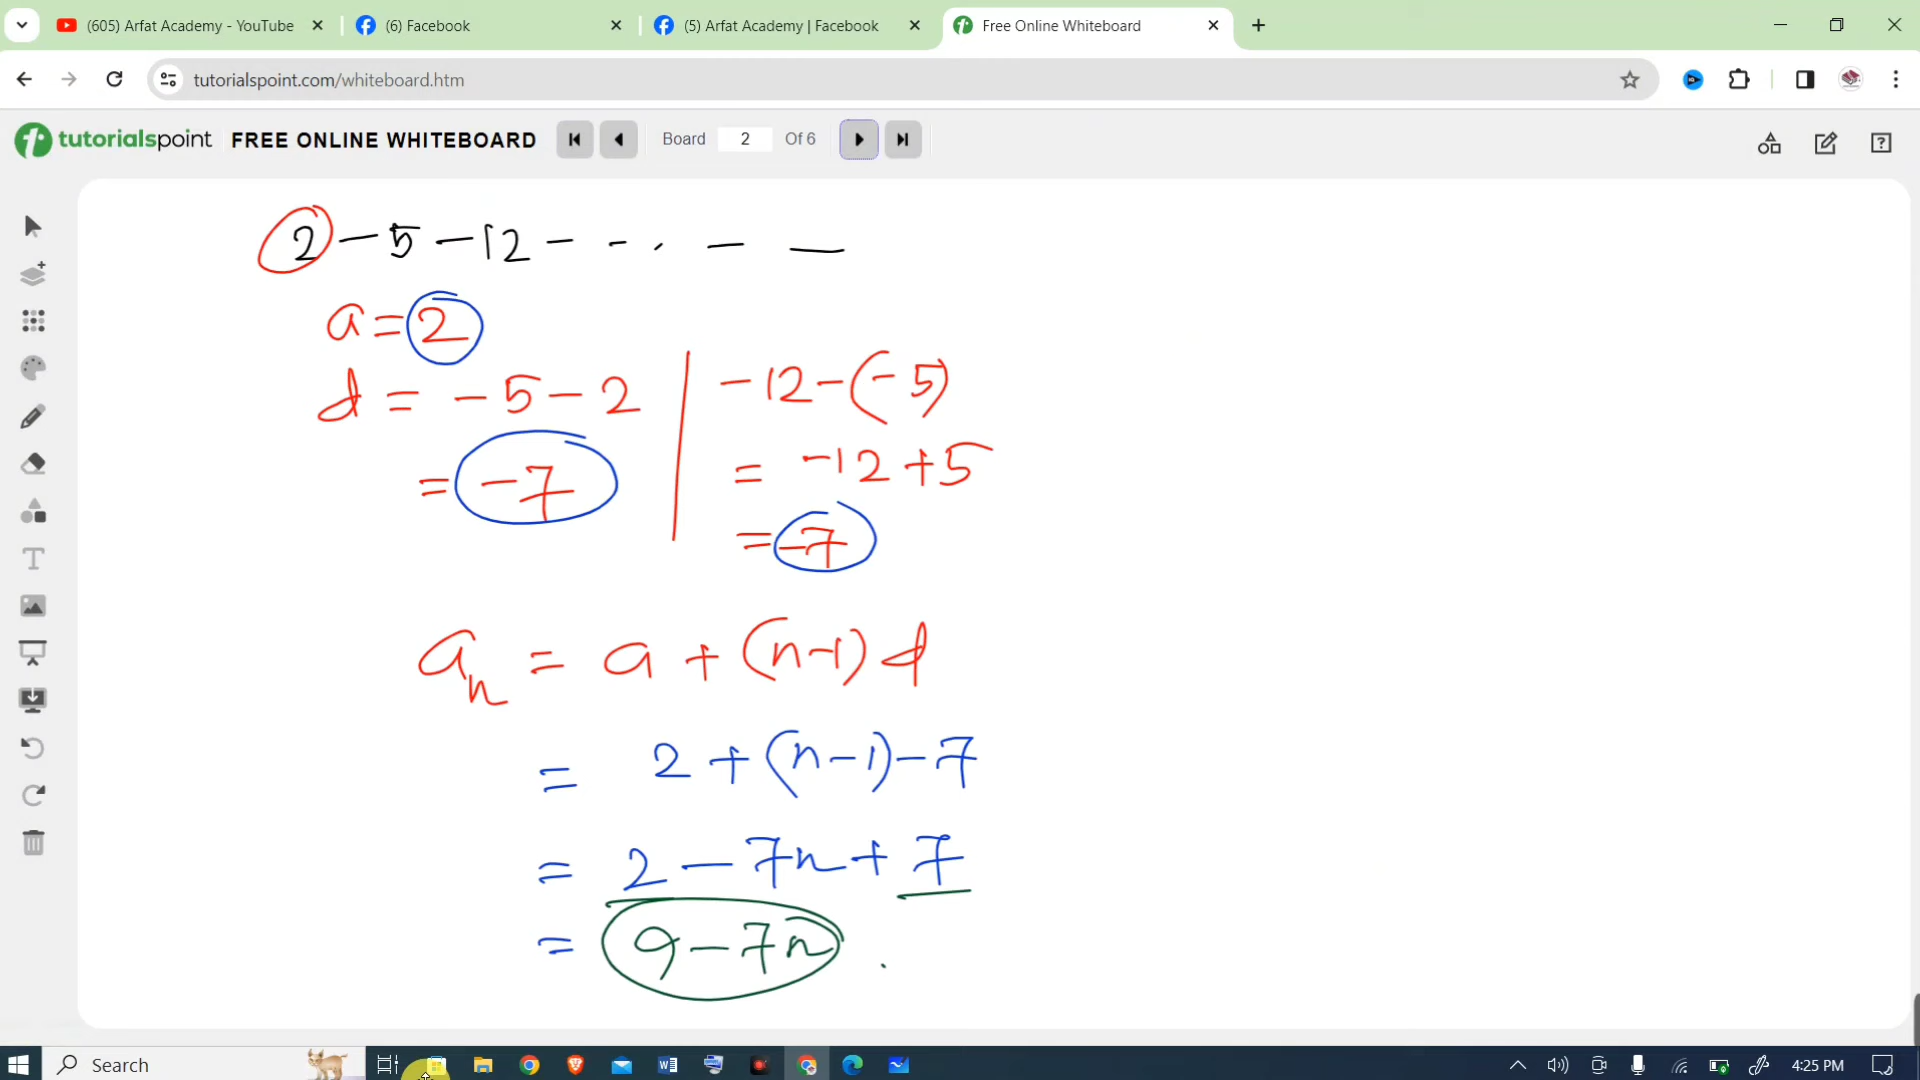 (605) Arfat Academy - YouTube
(6) Facebook
(5) Arfat Academy | Facebook
Free Online Whiteboard
tutorialspoint.com/whiteboard.htm
tutorialspoint
FREE ONLINE WHITEBOARD
Board 2 Of 6
2 - 5 - 12 - - . - —
a = 2
d = - 5 - 2
= - 7
- 12 - (- 5)
= - 12 + 5
= - 7
aₙ = a + (n-1) d
= 2 + (n-1) - 7
= 2 - 7n + 7
= 9 - 7n .
Search
4:25 PM